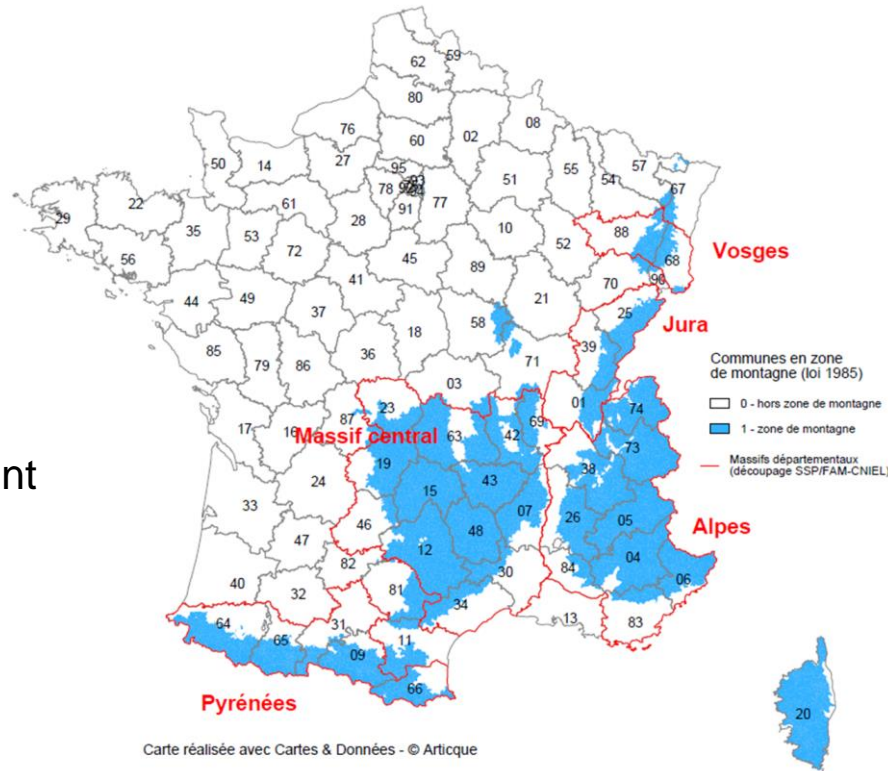 62 59
80
76 60 02 08
50 14 27 95 93 51 55 54 57 67
78 77
29 22 61 91
35 53 28 10 52 88 68 Vosges
56 72 45 89 70 90
41 21 25
44 49 37 18 58 39 Jura
85 79 86 36 71
03 01
Communes en zone
de montagne (loi 1985)
0 - hors zone de montagne
1 - zone de montagne
Massifs départementaux
(découpage SSP/FAM-CNIEL)
23 87 69 74
17 16 Massif central 63 42 73
19 38
nt
24 15 43
33 07 26 05 Alpes
46 48
47 12 04
82 30 84 06
40 32 81 34
31 13 83
64 65 11
09
66
Pyrénées
20
Carte réalisée avec Cartes & Données - © Articque